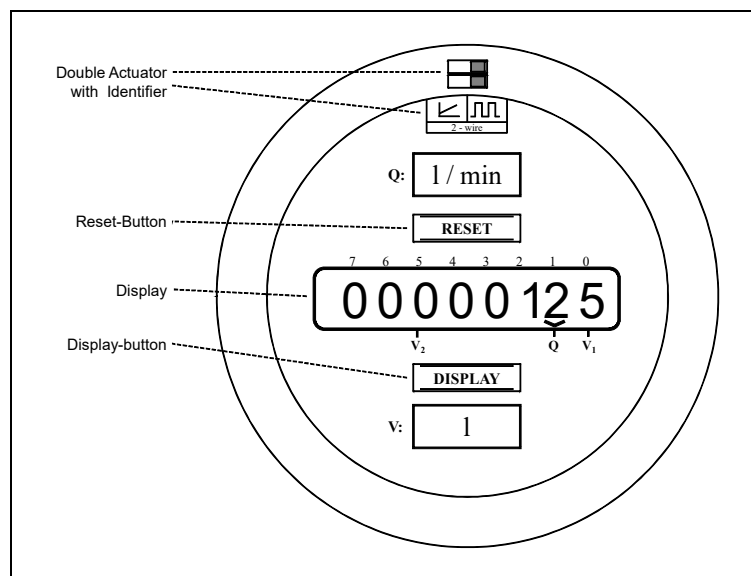 Double Actuator
with Identifier
2 - wire
Q: l / min
Reset-Button
RESET
7 6 5 4 3 2 1 0
Display
00000125
V₂ Q V₁
Display-button
DISPLAY
V: l